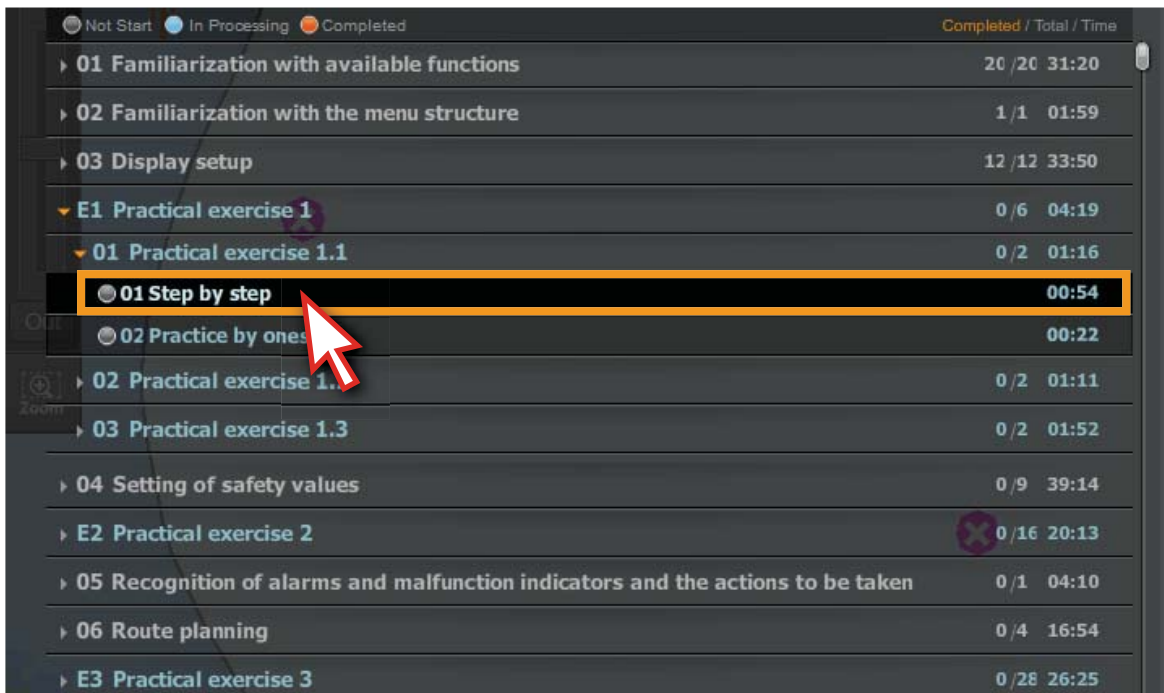 Not Start In Processing Completed Completed / Total / Time
01 Familiarization with available functions 20 /20 31:20
02 Familiarization with the menu structure 1 /1 01:59
03 Display setup 12 /12 33:50
E1 Practical exercise 1 0 /6 04:19
01 Practical exercise 1.1 0 /2 01:16
01 Step by step 00:54
02 Practice by 00:22
Out
02 Practical exercise 0 /2 01:11
Zoom
03 Practical exercise 1.3 0 /2 01:52
04 Setting of safety values 0 /9 39:14
E2 Practical exercise 2 0 /16 20:13
05 Recognition of alarms and malfunction indicators and the actions to be taken 0 /1 04:10
06 Route planning 0 /4 16:54
E3 Practical exercise 3 0 /28 26:25